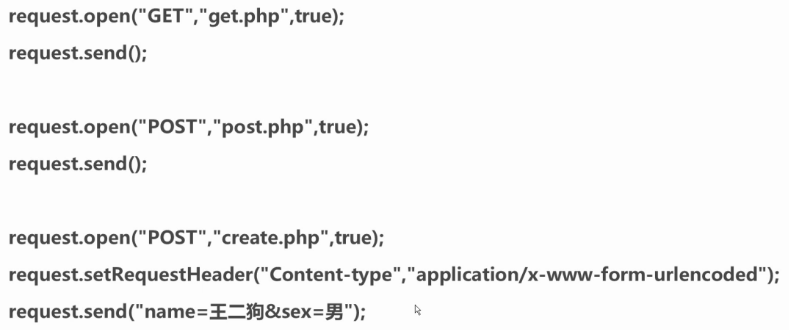 request.open("GET","get.php",true);
request.send();
request.open("POST","post.php",true);
request.send();
request.open("POST","create.php",true);
request.setRequestHeader("Content-type","application/x-www-form-urlencoded");
request.send("name=王二狗&sex=男");